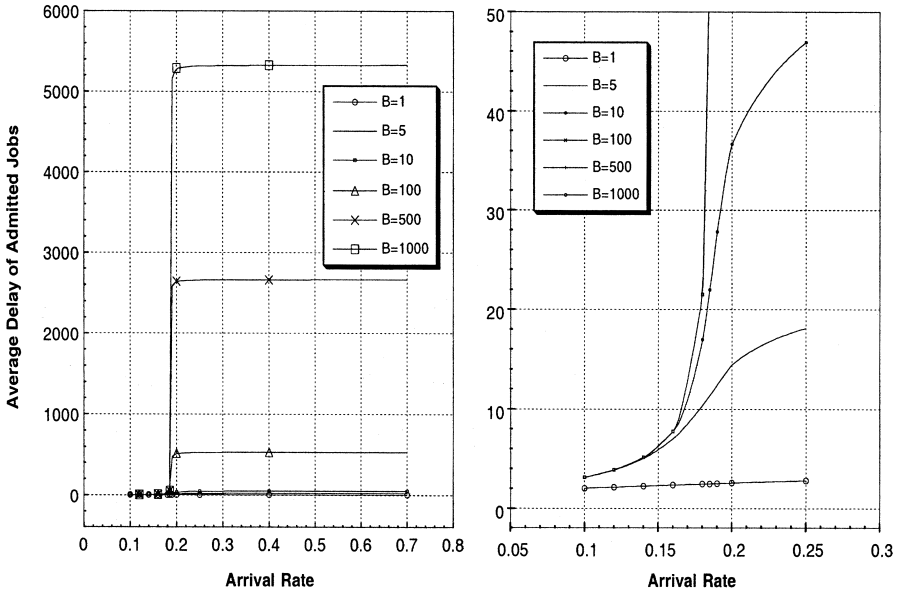 Average Delay of Admitted Jobs
6000
5000
4000
3000
2000
1000
0
B=1
B=5
B=10
B=100
B=500
B=1000
0 0.1 0.2 0.3 0.4 0.5 0.6 0.7 0.8
Arrival Rate
50
40
30
20
10
0
B=1
B=5
B=10
B=100
B=500
B=1000
0.05 0.1 0.15 0.2 0.25 0.3
Arrival Rate